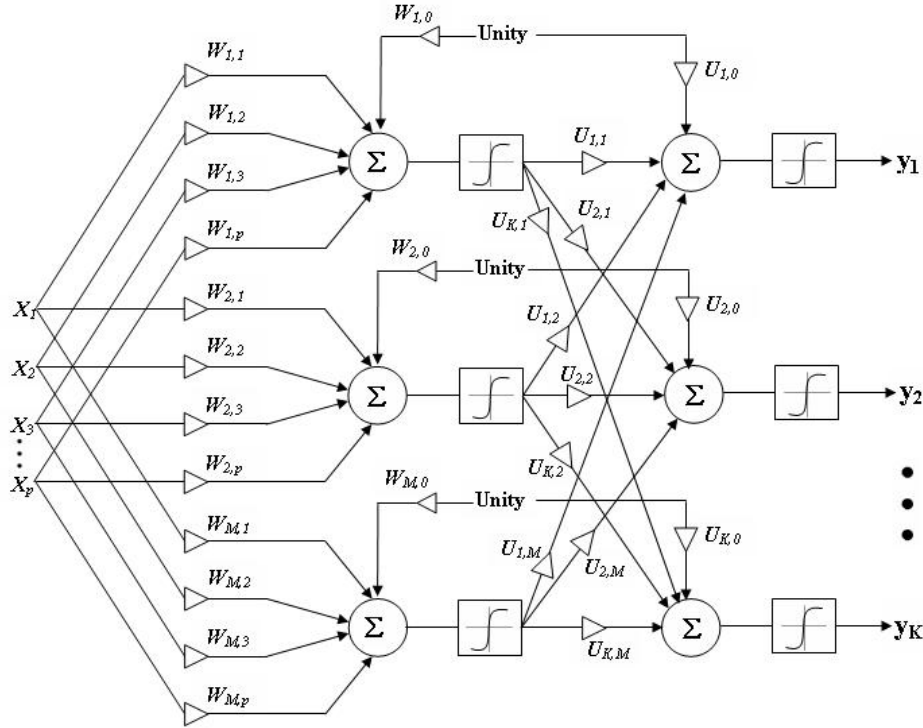 W1,0 Unity
W1,1
U1,0
W1,2
Σ Σ
U1,1
y1
W1,3
UK,1 U2,1
W1,p
W2,0 Unity
X1
W2,1
U1,2
U2,0
X2
W2,2
U2,2
Σ Σ
y2
X3
W2,3
UK,2
Xp
W2,p
WM,0 Unity
WM,1
U1,M U2,M
UK,0
WM,2
Σ Σ
yK
WM,3
UK,M
WM,p